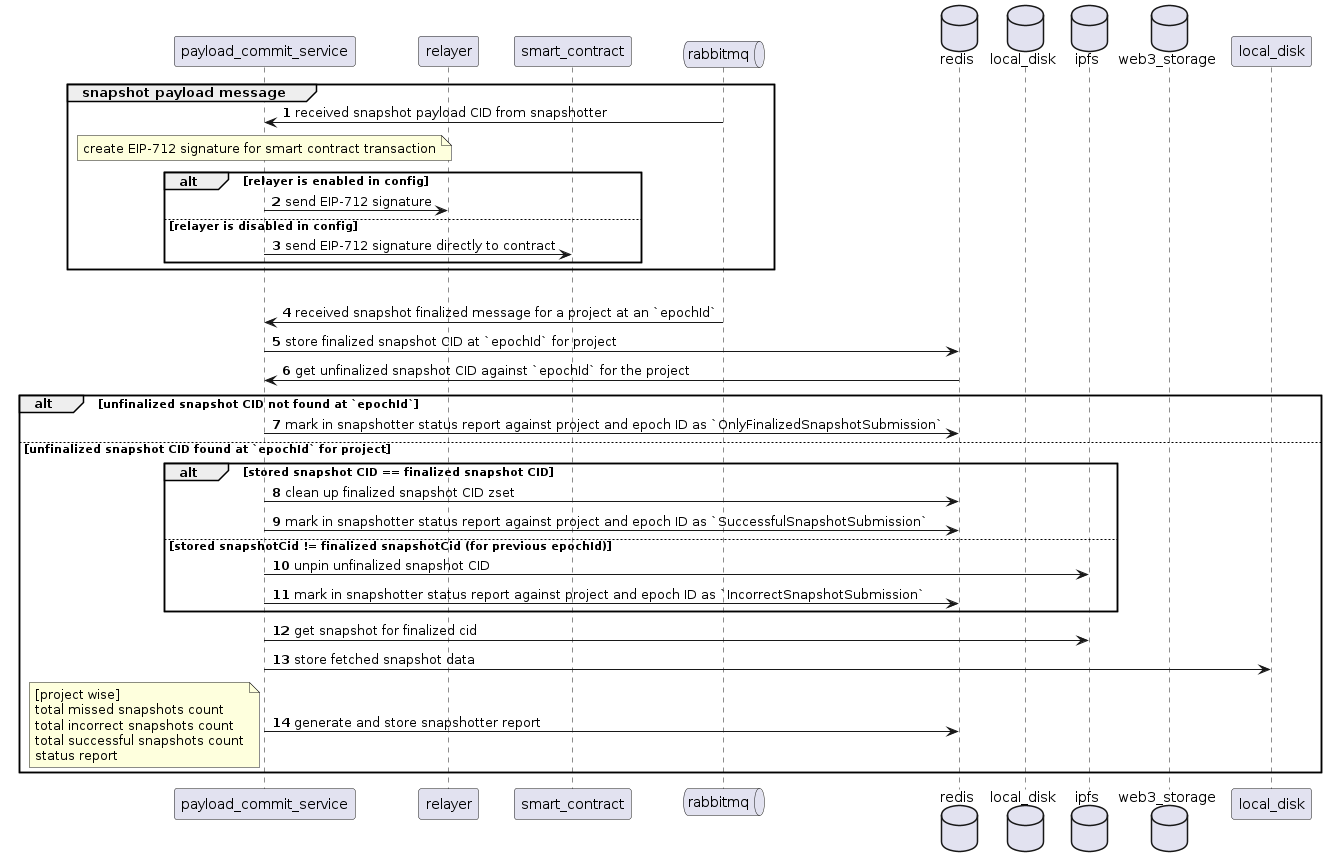 payload_commit_service
relayer
smart_contract
rabbitmq
redis
local_disk
ipfs
web3_storage
local_disk
snapshot payload message
1 received snapshot payload CID from snapshotter
create EIP-712 signature for smart contract transaction
alt [relayer is enabled in config]
2 send EIP-712 signature
[relayer is disabled in config]
3 send EIP-712 signature directly to contract
4 received snapshot finalized message for a project at an `epochId`
5 store finalized snapshot CID at `epochId` for project
6 get unfinalized snapshot CID against `epochId` for the project
alt [unfinalized snapshot CID not found at `epochId`]
7 mark in snapshotter status report against project and epoch ID as `OnlyFinalizedSnapshotSubmission`
[unfinalized snapshot CID found at `epochId` for project]
alt [stored snapshot CID == finalized snapshot CID]
8 clean up finalized snapshot CID zset
9 mark in snapshotter status report against project and epoch ID as `SuccessfulSnapshotSubmission`
[stored snapshotCid != finalized snapshotCid (for previous epochId)]
10 unpin unfinalized snapshot CID
11 mark in snapshotter status report against project and epoch ID as `IncorrectSnapshotSubmission`
12 get snapshot for finalized cid
13 store fetched snapshot data
[project wise]
total missed snapshots count
total incorrect snapshots count
total successful snapshots count
status report
14 generate and store snapshotter report
payload_commit_service
relayer
smart_contract
rabbitmq
redis
local_disk
ipfs
web3_storage
local_disk